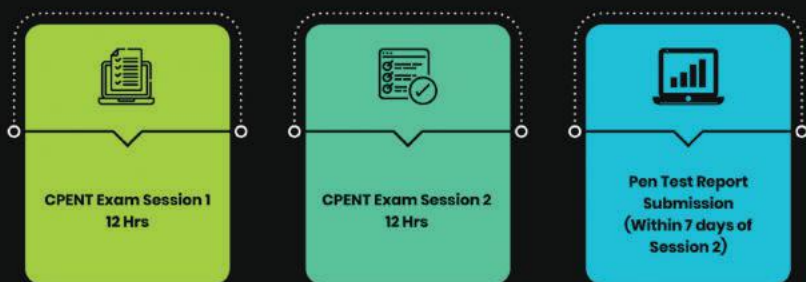 CPENT Exam Session 1
12 Hrs
CPENT Exam Session 2
12 Hrs
Pen Test Report
Submission
(Within 7 days of
Session 2)